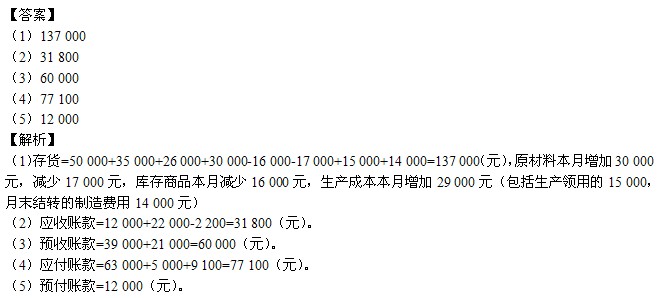 【答案】
（1）137 000
（2）31 800
（3）60 000
（4）77 100
（5）12 000
【解析】
（1)存货=50 000+35 000+26 000+30 000-16 000-17 000+15 000+14 000=137 000(元)，原材料本月增加 30 000
元，减少 17 000 元，库存商品本月减少 16 000 元，生产成本本月增加 29 000 元（包括生产领用的 15 000，
月末结转的制造费用 14 000 元）
（2）应收账款=12 000+22 000-2 200=31 800（元）。
（3）预收账款=39 000+21 000=60 000（元）。
（4）应付账款=63 000+5 000+9 100=77 100（元）。
（5）预付账款=12 000（元）。